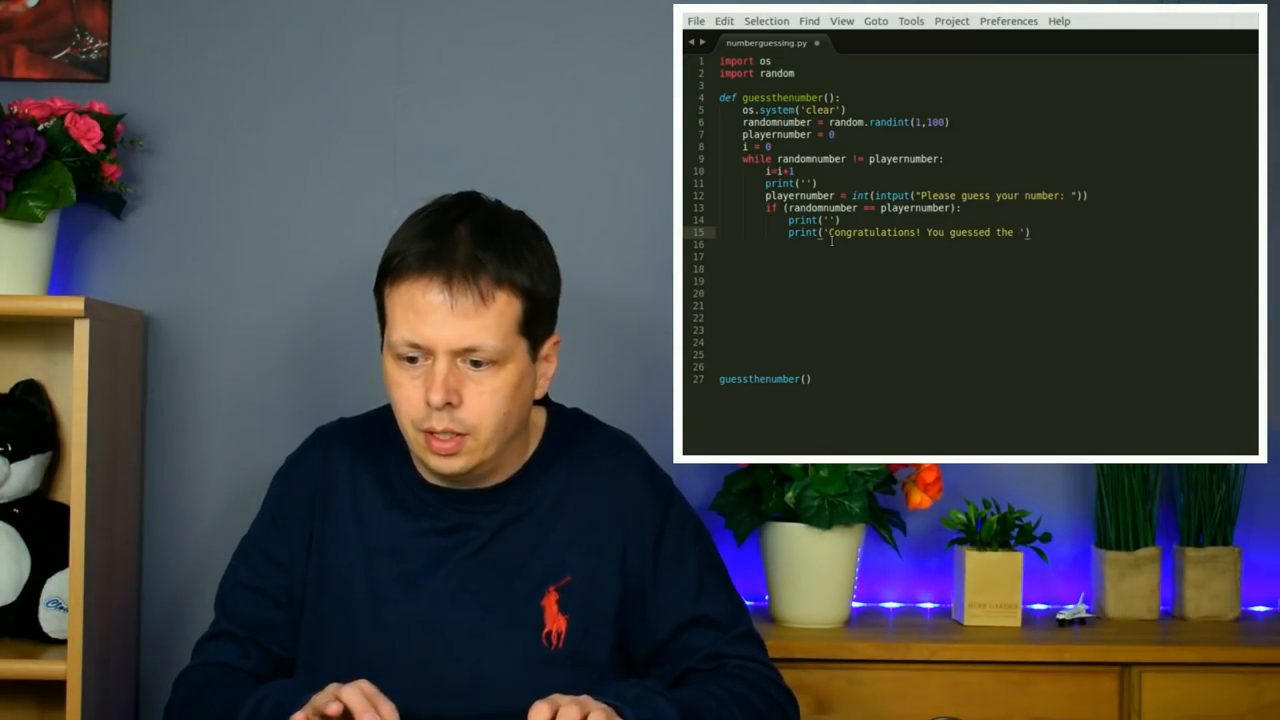 File Edit Selection Find View Goto Tools Project Preferences Help
numberguessing.py
1 import os
2 import random
3
4 def guessthenumber():
5 os.system('clear')
6 randomnumber = random.randint(1,100)
7 playernumber = 0
8 i = 0
9 while randomnumber != playernumber:
10 i=i+1
11 print('')
12 playernumber = int(intput("Please guess your number: "))
13 if (randomnumber == playernumber):
14 print('')
15 print('Congratulations! You guessed the ')
16
17
18
19
20
21
22
23
24
25
26
27 guessthenumber()
HERB GARDEN